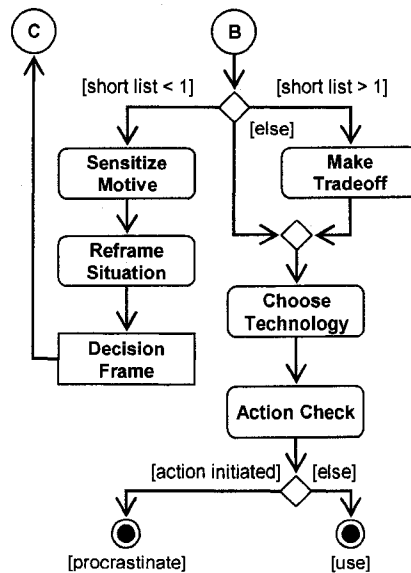 C
B
[short list < 1]
[short list > 1]
[else]
Sensitize
Motive
Make
Tradeoff
Reframe
Situation
Choose
Technology
Decision
Frame
Action Check
[action initiated]
[else]
[procrastinate]
[use]